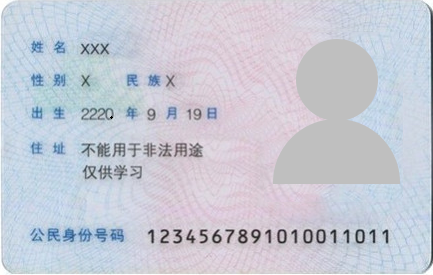 姓名 XXX
性别 X 民族 X
出生 2220 年 9 月 19 日
住址 不能用于非法用途
仅供学习
公民身份号码 1234567891010011011